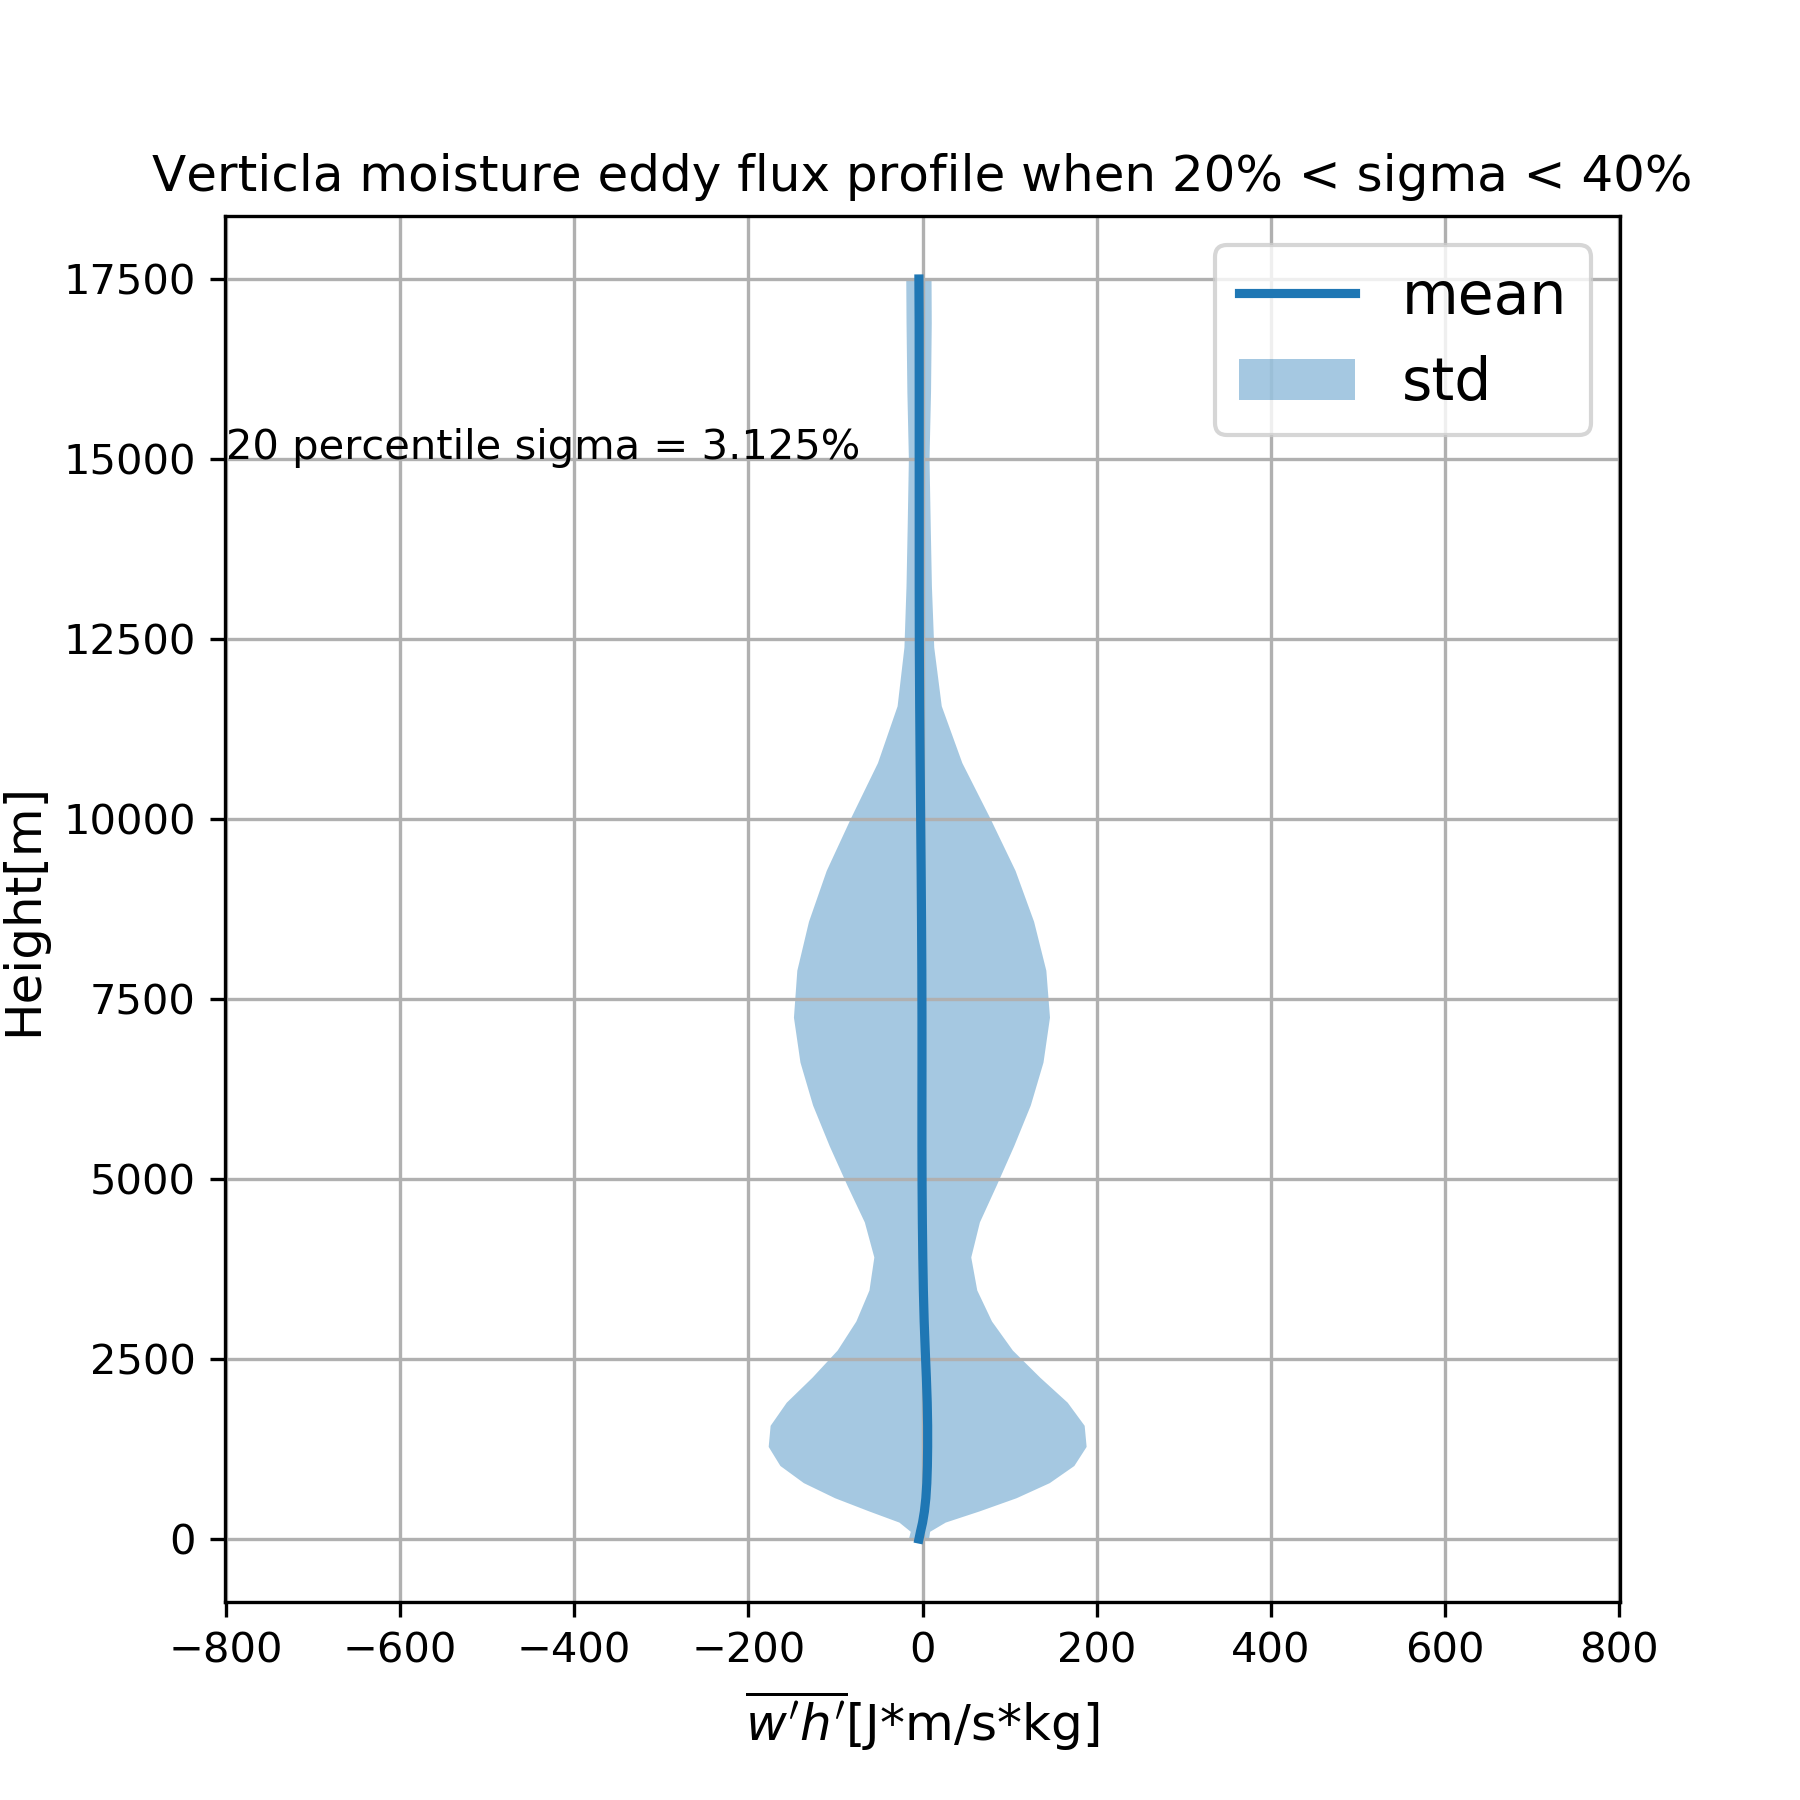 Verticla moisture eddy flux profile when 20% < sigma < 40%
mean
std
20 percentile sigma = 3.125%
17500
15000
12500
10000
7500
5000
2500
0
Height[m]
−800 −600 −400 −200 0 200 400 600 800
w′h′[J*m/s*kg]